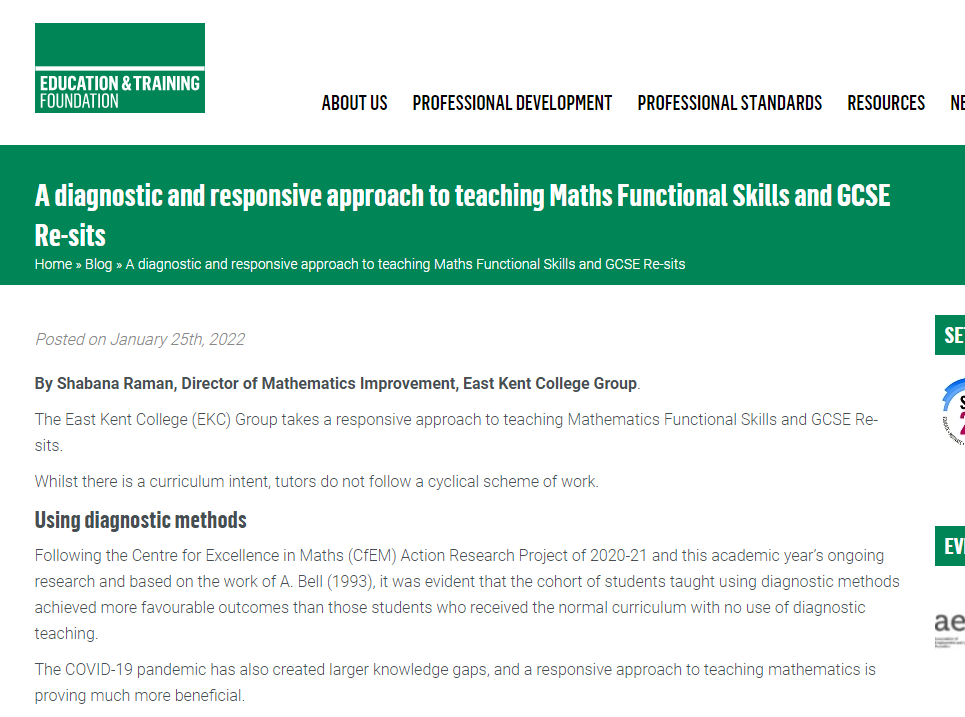 EDUCATION & TRAINING
FOUNDATION
ABOUT US PROFESSIONAL DEVELOPMENT PROFESSIONAL STANDARDS RESOURCES
A diagnostic and responsive approach to teaching Maths Functional Skills and GCSE
Re-sits
Home » Blog » A diagnostic and responsive approach to teaching Maths Functional Skills and GCSE Re-sits
Posted on January 25th, 2022
By Shabana Raman, Director of Mathematics Improvement, East Kent College Group.
The East Kent College (EKC) Group takes a responsive approach to teaching Mathematics Functional Skills and GCSE Re-
sits.
Whilst there is a curriculum intent, tutors do not follow a cyclical scheme of work.
Using diagnostic methods
Following the Centre for Excellence in Maths (CfEM) Action Research Project of 2020-21 and this academic year's ongoing
research and based on the work of A. Bell (1993), it was evident that the cohort of students taught using diagnostic methods
achieved more favourable outcomes than those students who received the normal curriculum with no use of diagnostic
teaching.
The COVID-19 pandemic has also created larger knowledge gaps, and a responsive approach to teaching mathematics is
proving much more beneficial.